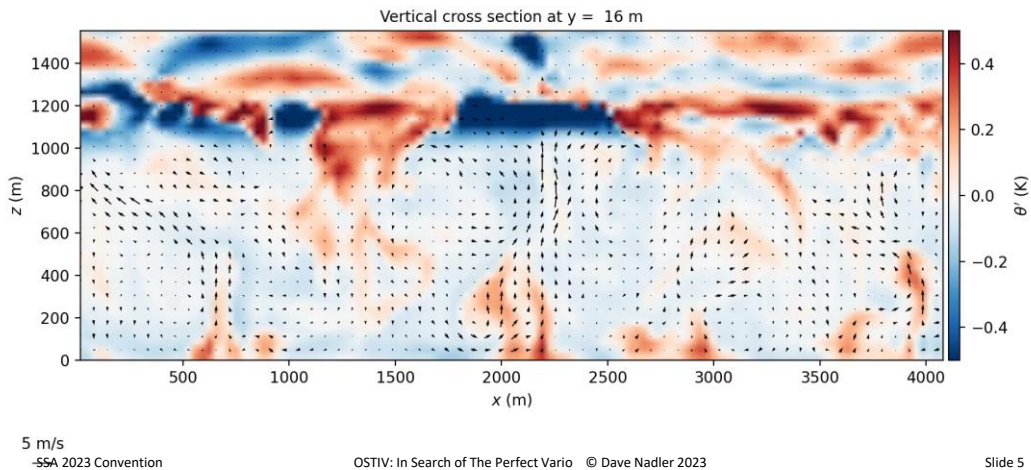 Vertical cross section at y = 16 m
1400
1200
1000
800
600
400
200
0
z (m)
500
1000
1500
2000
2500
3000
3500
4000
x (m)
0.4
0.2
0.0
−0.2
−0.4
θ′ (K)
5 m/s
SSA 2023 Convention
OSTIV: In Search of The Perfect Vario © Dave Nadler 2023
Slide 5